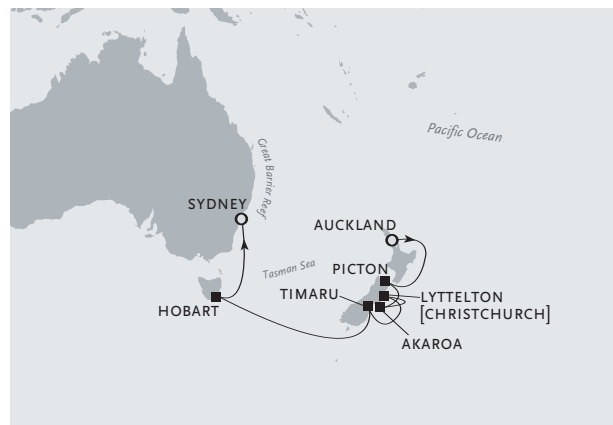 Pacific Ocean
Great Barrier Reef
SYDNEY
AUCKLAND
Tasman Sea
PICTON
TIMARU
LYTTELTON
[CHRISTCHURCH]
HOBART
AKAROA